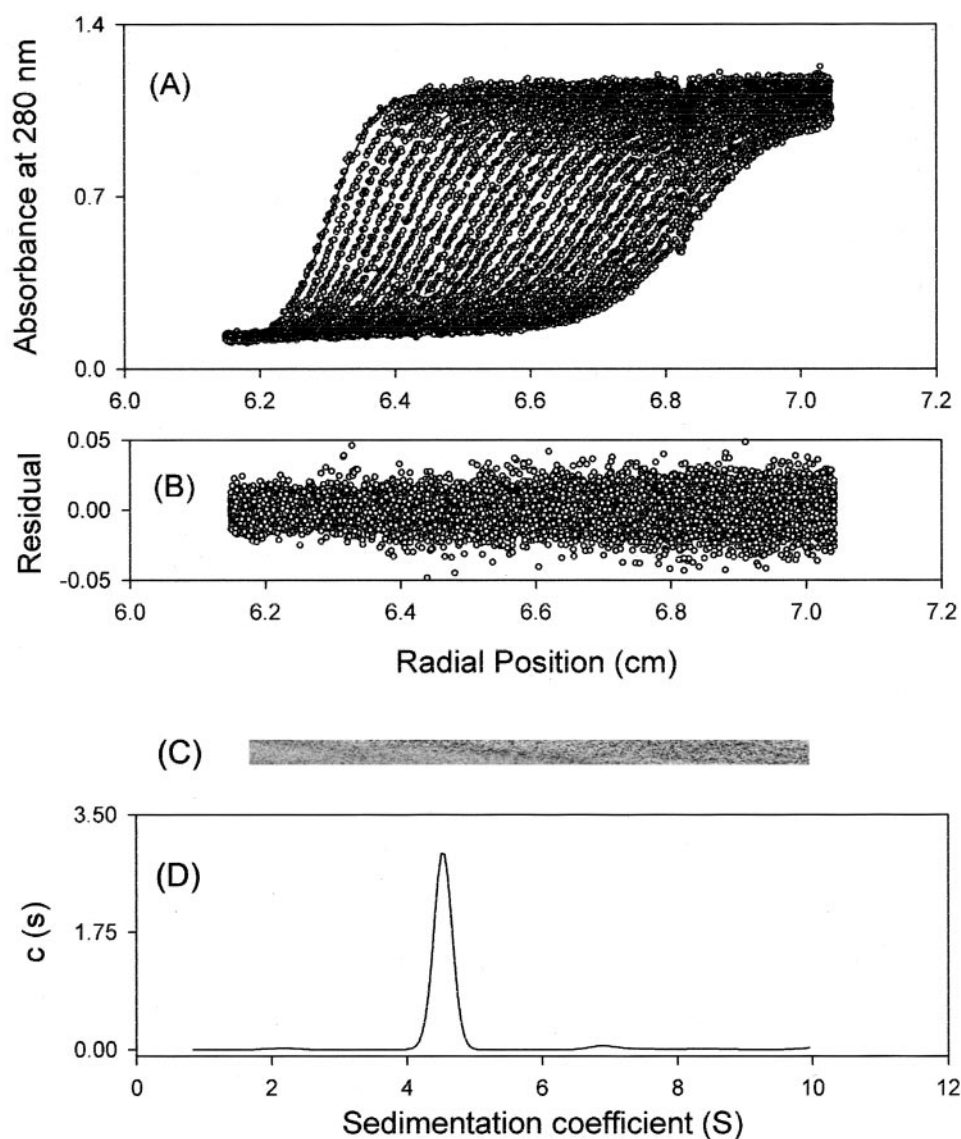 1.4
(A)
Absorbance at 280 nm
0.7
0.0
6.0 6.2 6.4 6.6 6.8 7.0 7.2
0.05
(B)
Residual
0.00
-0.05
6.0 6.2 6.4 6.6 6.8 7.0 7.2
Radial Position (cm)
(C)
3.50
(D)
c (s)
1.75
0.00
0 2 4 6 8 10 12
Sedimentation coefficient (S)